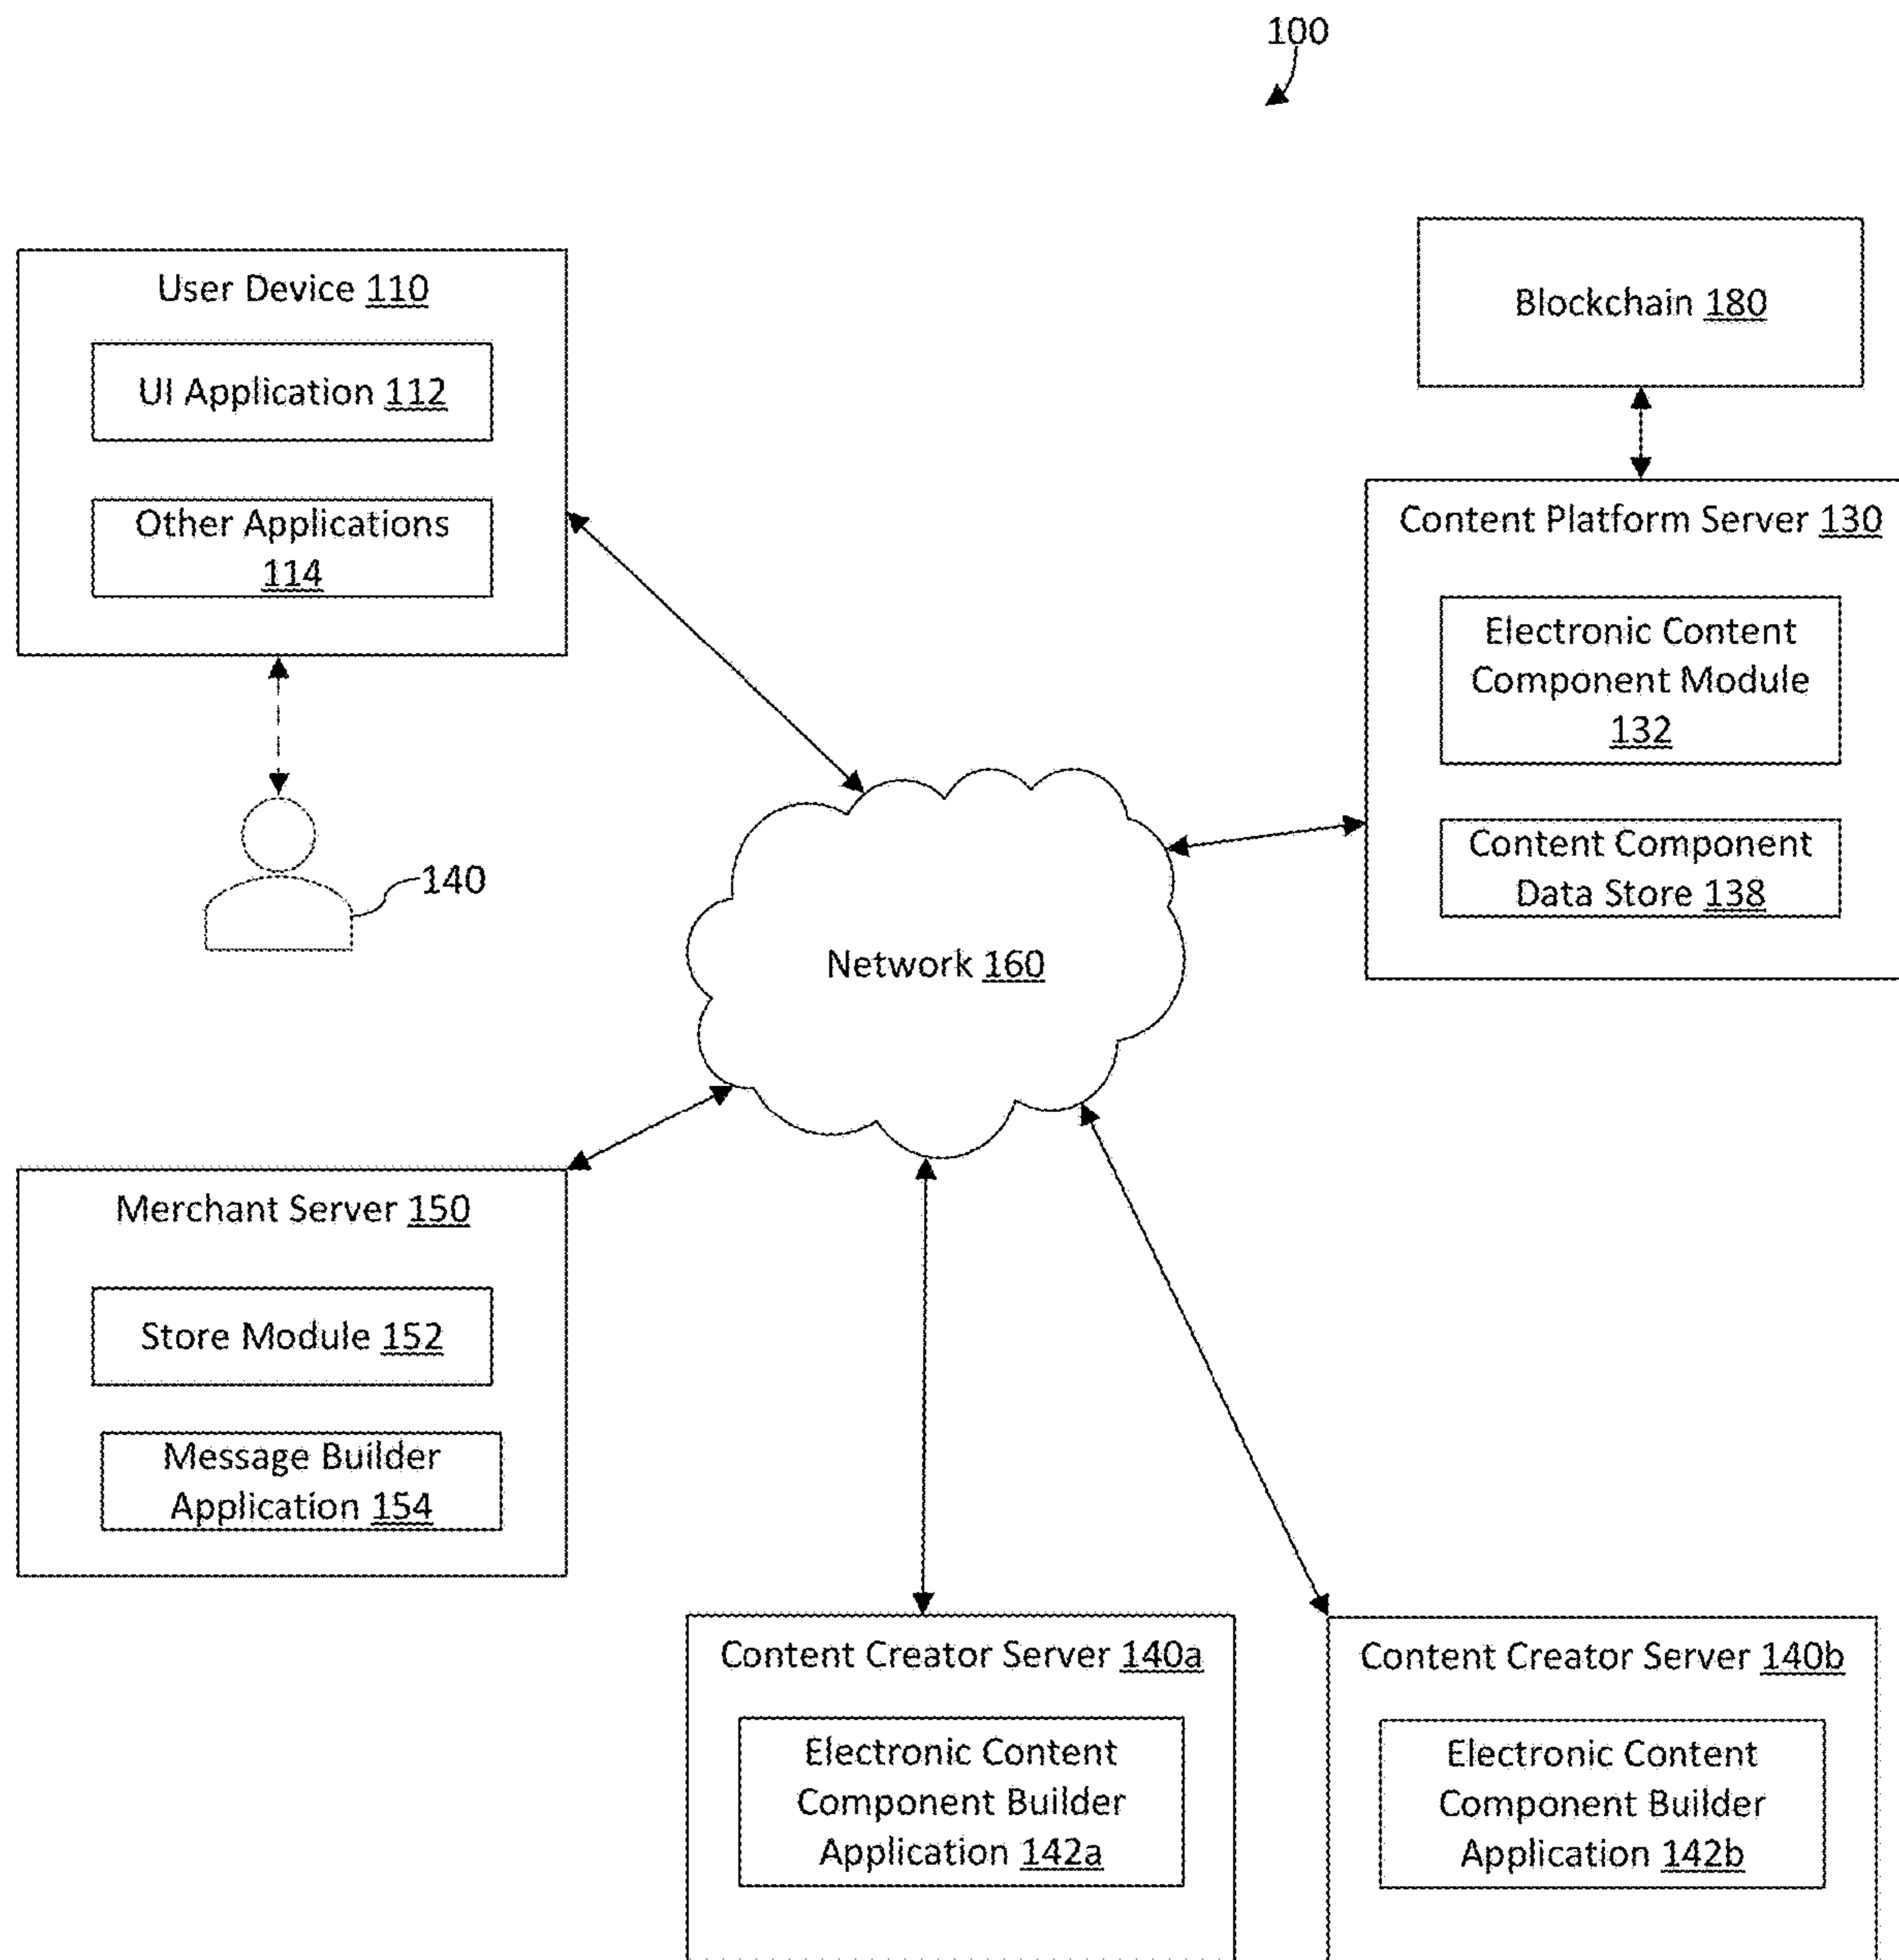 100
User Device 110
UI Application 112
Other Applications
114
140
Blockchain 180
Content Platform Server 130
Electronic Content
Component Module
132
Content Component
Data Store 138
Network 160
Merchant Server 150
Store Module 152
Message Builder
Application 154
Content Creator Server 140a
Electronic Content
Component Builder
Application 142a
Content Creator Server 140b
Electronic Content
Component Builder
Application 142b